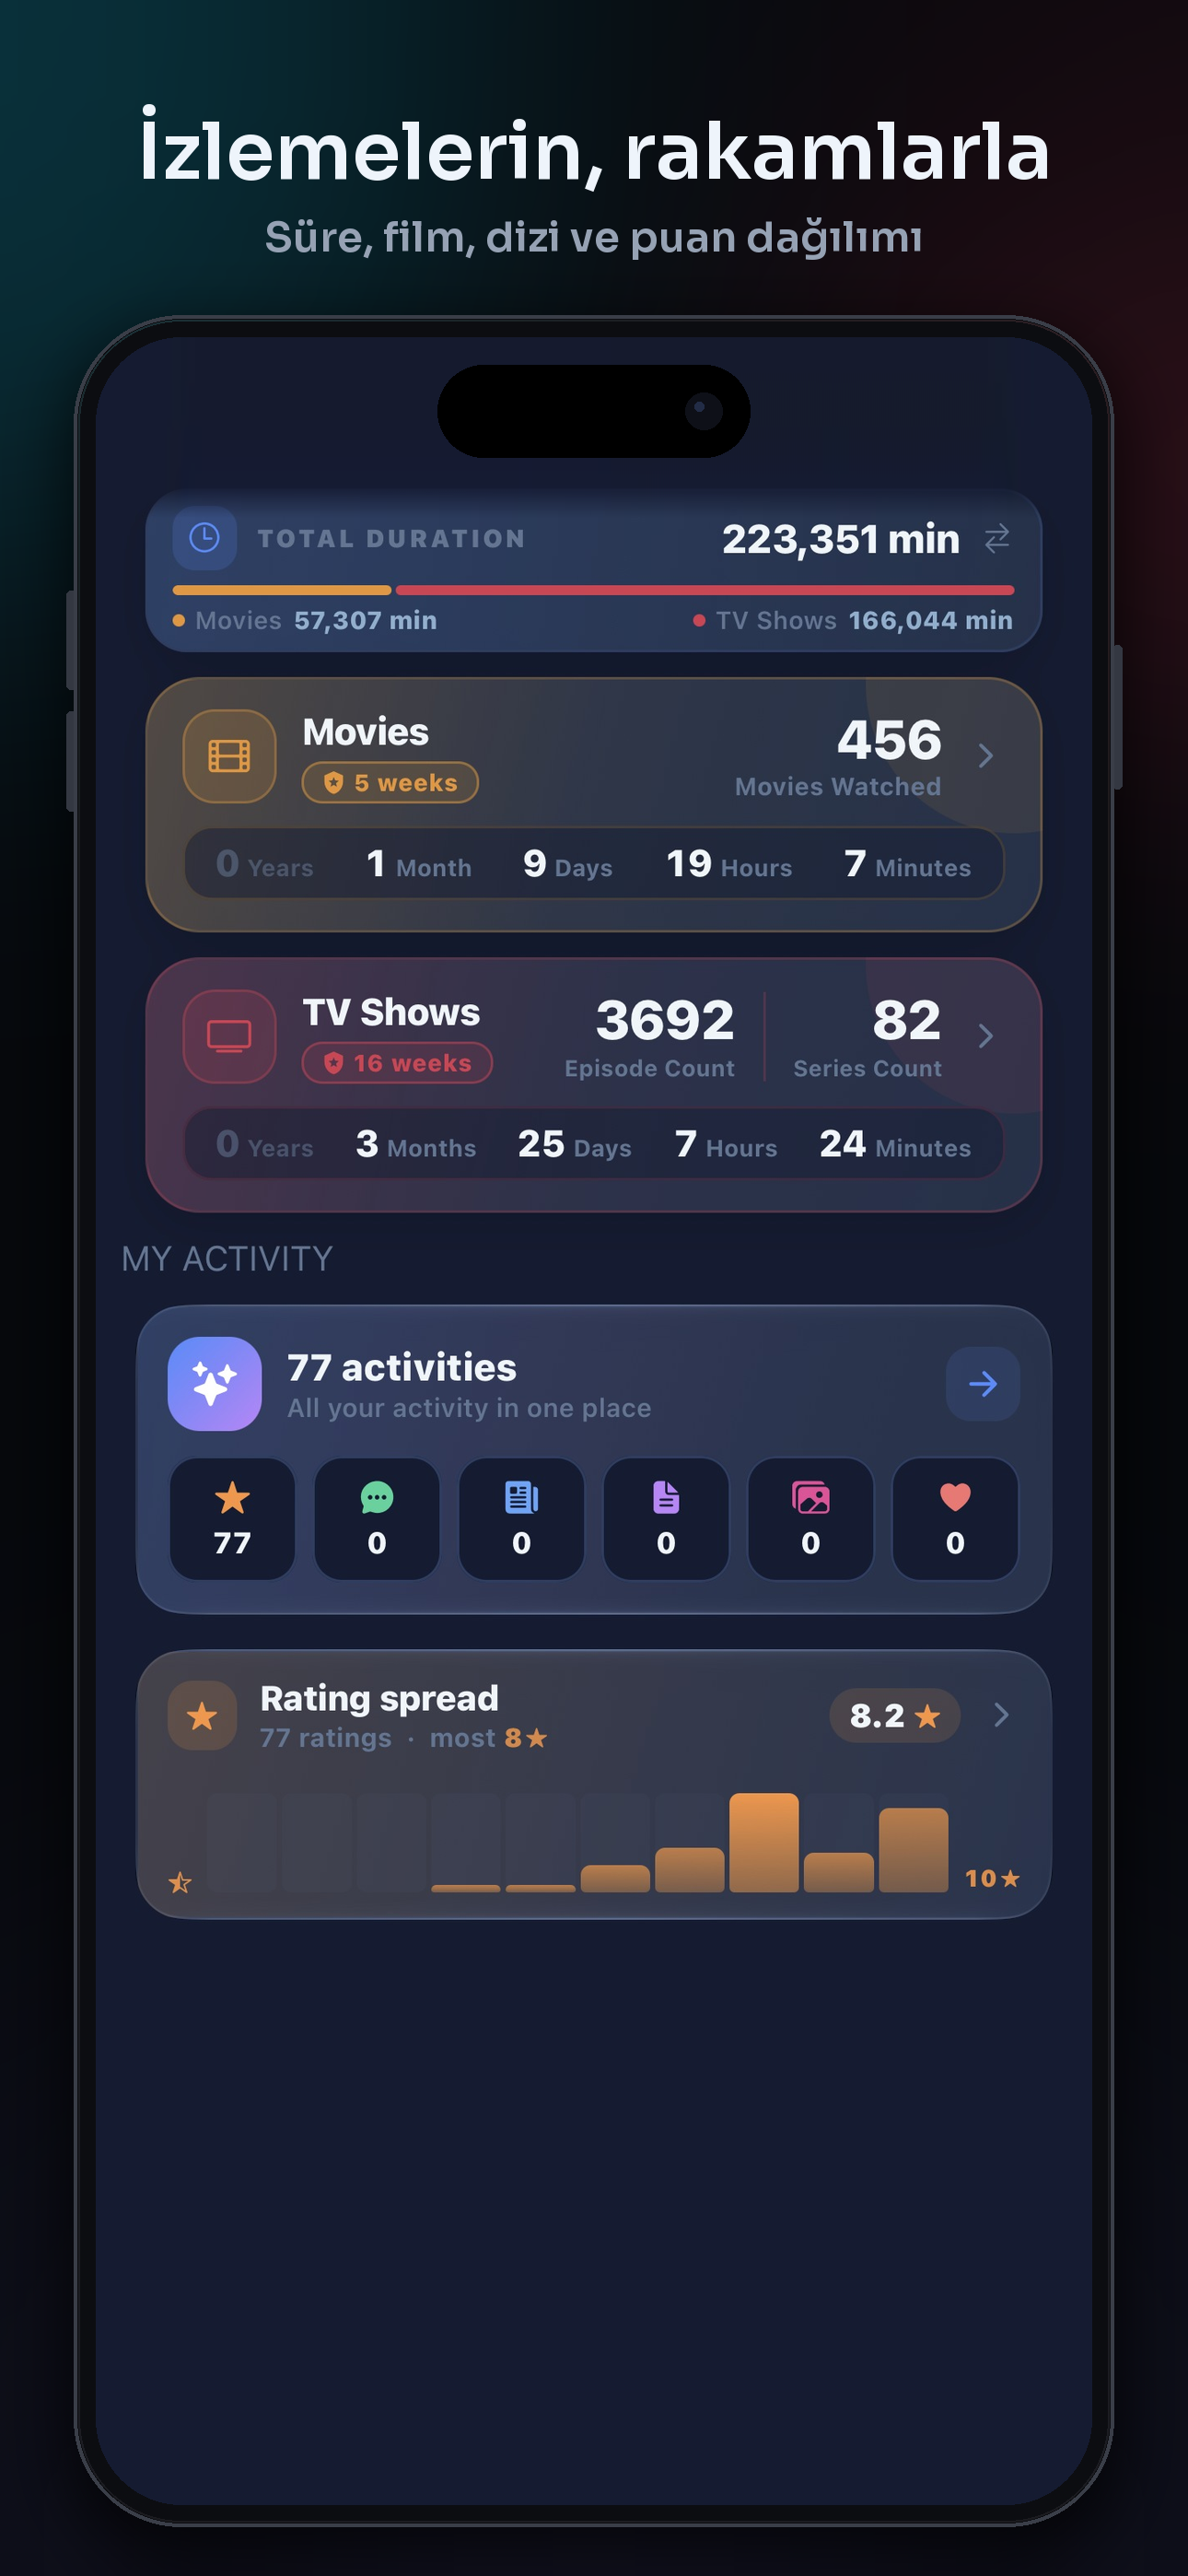 İzlemelerin, rakamlarla
Süre, film, dizi ve puan dağılımı
TOTAL DURATION 223,351 min
Movies 57,307 min TV Shows 166,044 min
Movies 456
5 weeks Movies Watched
0 Years 1 Month 9 Days 19 Hours 7 Minutes
TV Shows 3692 82
16 weeks Episode Count Series Count
0 Years 3 Months 25 Days 7 Hours 24 Minutes
MY ACTIVITY
77 activities
All your activity in one place
77 0 0 0 0 0
Rating spread 8.2★
77 ratings · most 8★
10★